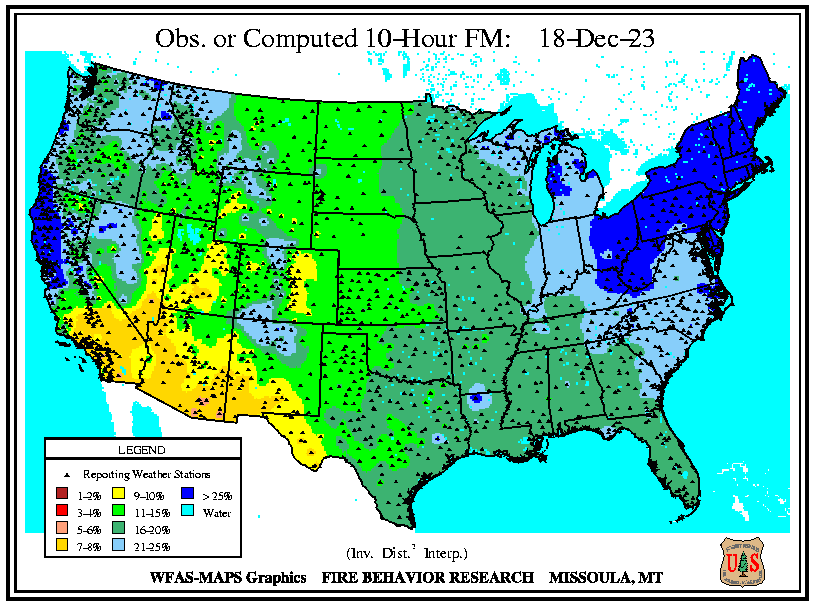 Obs. or Computed 10-Hour FM: 18-Dec-23
LEGEND
Reporting Weather Stations
1-2% 9-10% > 25%
3-4% 11-15% Water
5-6% 16-20%
7-8% 21-25%
(Inv. Dist.² Interp.)
WFAS-MAPS Graphics FIRE BEHAVIOR RESEARCH MISSOULA, MT
U S